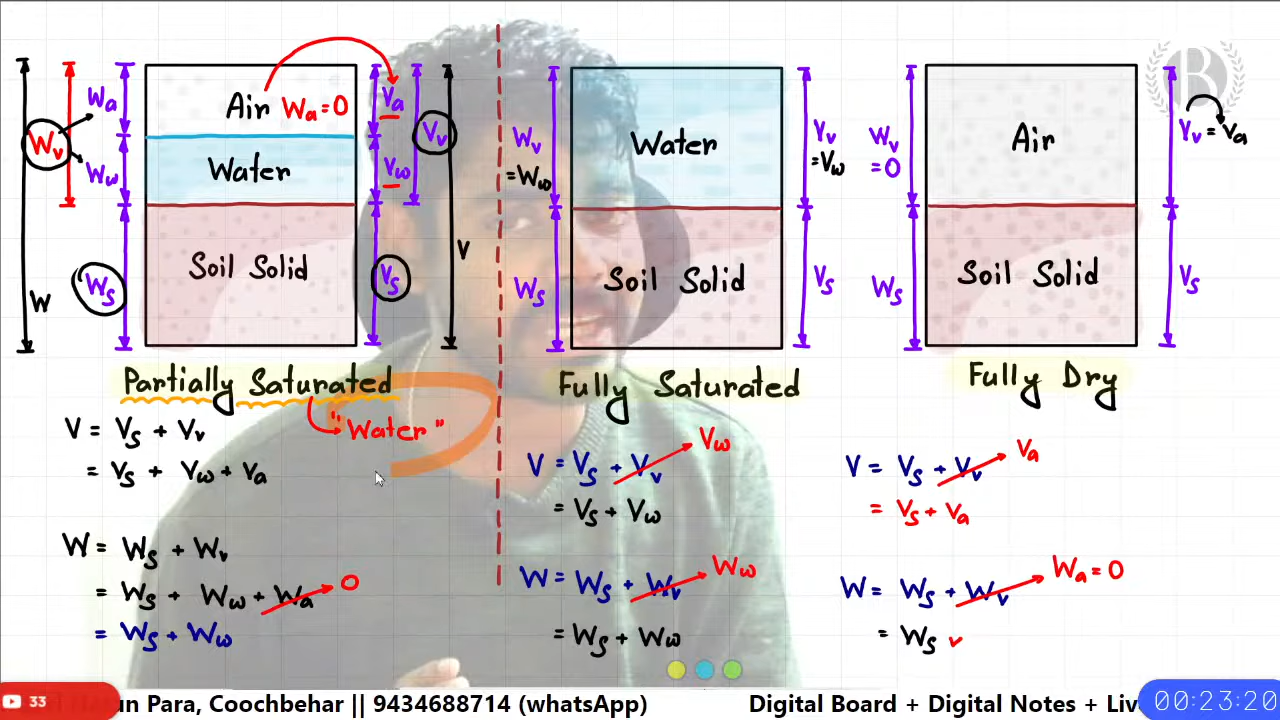 Wa
Air Wa=0
Va
Wv
Vv
Ww
Water
Vw
Ws
Soil Solid
Vs
W
V
Partially Saturated
"Water"
V = Vs + Vv
= Vs + Vw + Va
W = Ws + Wv
= Ws + Ww + Wa 0
= Ws + Ww
Wv
= Ww
Water
Vv
= Vw
Ws
Soil Solid
Vs
Fully Saturated
V = Vs + Vv Vw
= Vs + Vw
W = Ws + Wv Ww
= Ws + Ww
B
Wv
= 0
Air
Vv = Va
Ws
Soil Solid
Vs
Fully Dry
V = Vs + Vv Va
= Vs + Va
W = Ws + Wv Wa = 0
= Ws
33
Para, Coochbehar || 9434688714 (whatsApp) Digital Board + Digital Notes + Liv
00:23:20